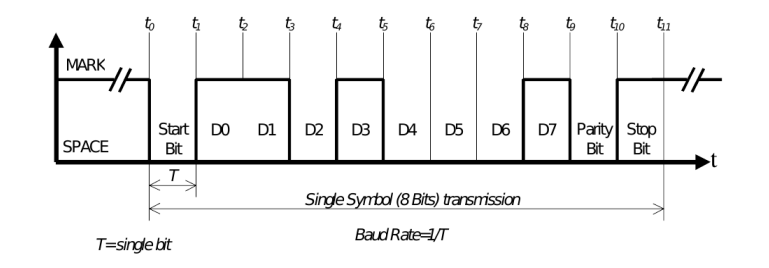 t0 t1 t2 t3 t4 t5 t6 t7 t8 t9 t10 t11
MARK
SPACE
Start Bit
D0 D1 D2 D3 D4 D5 D6 D7
Parity Bit
Stop Bit
t
T
Single Symbol (8 Bits) transmission
T=single bit
Baud Rate=1/T